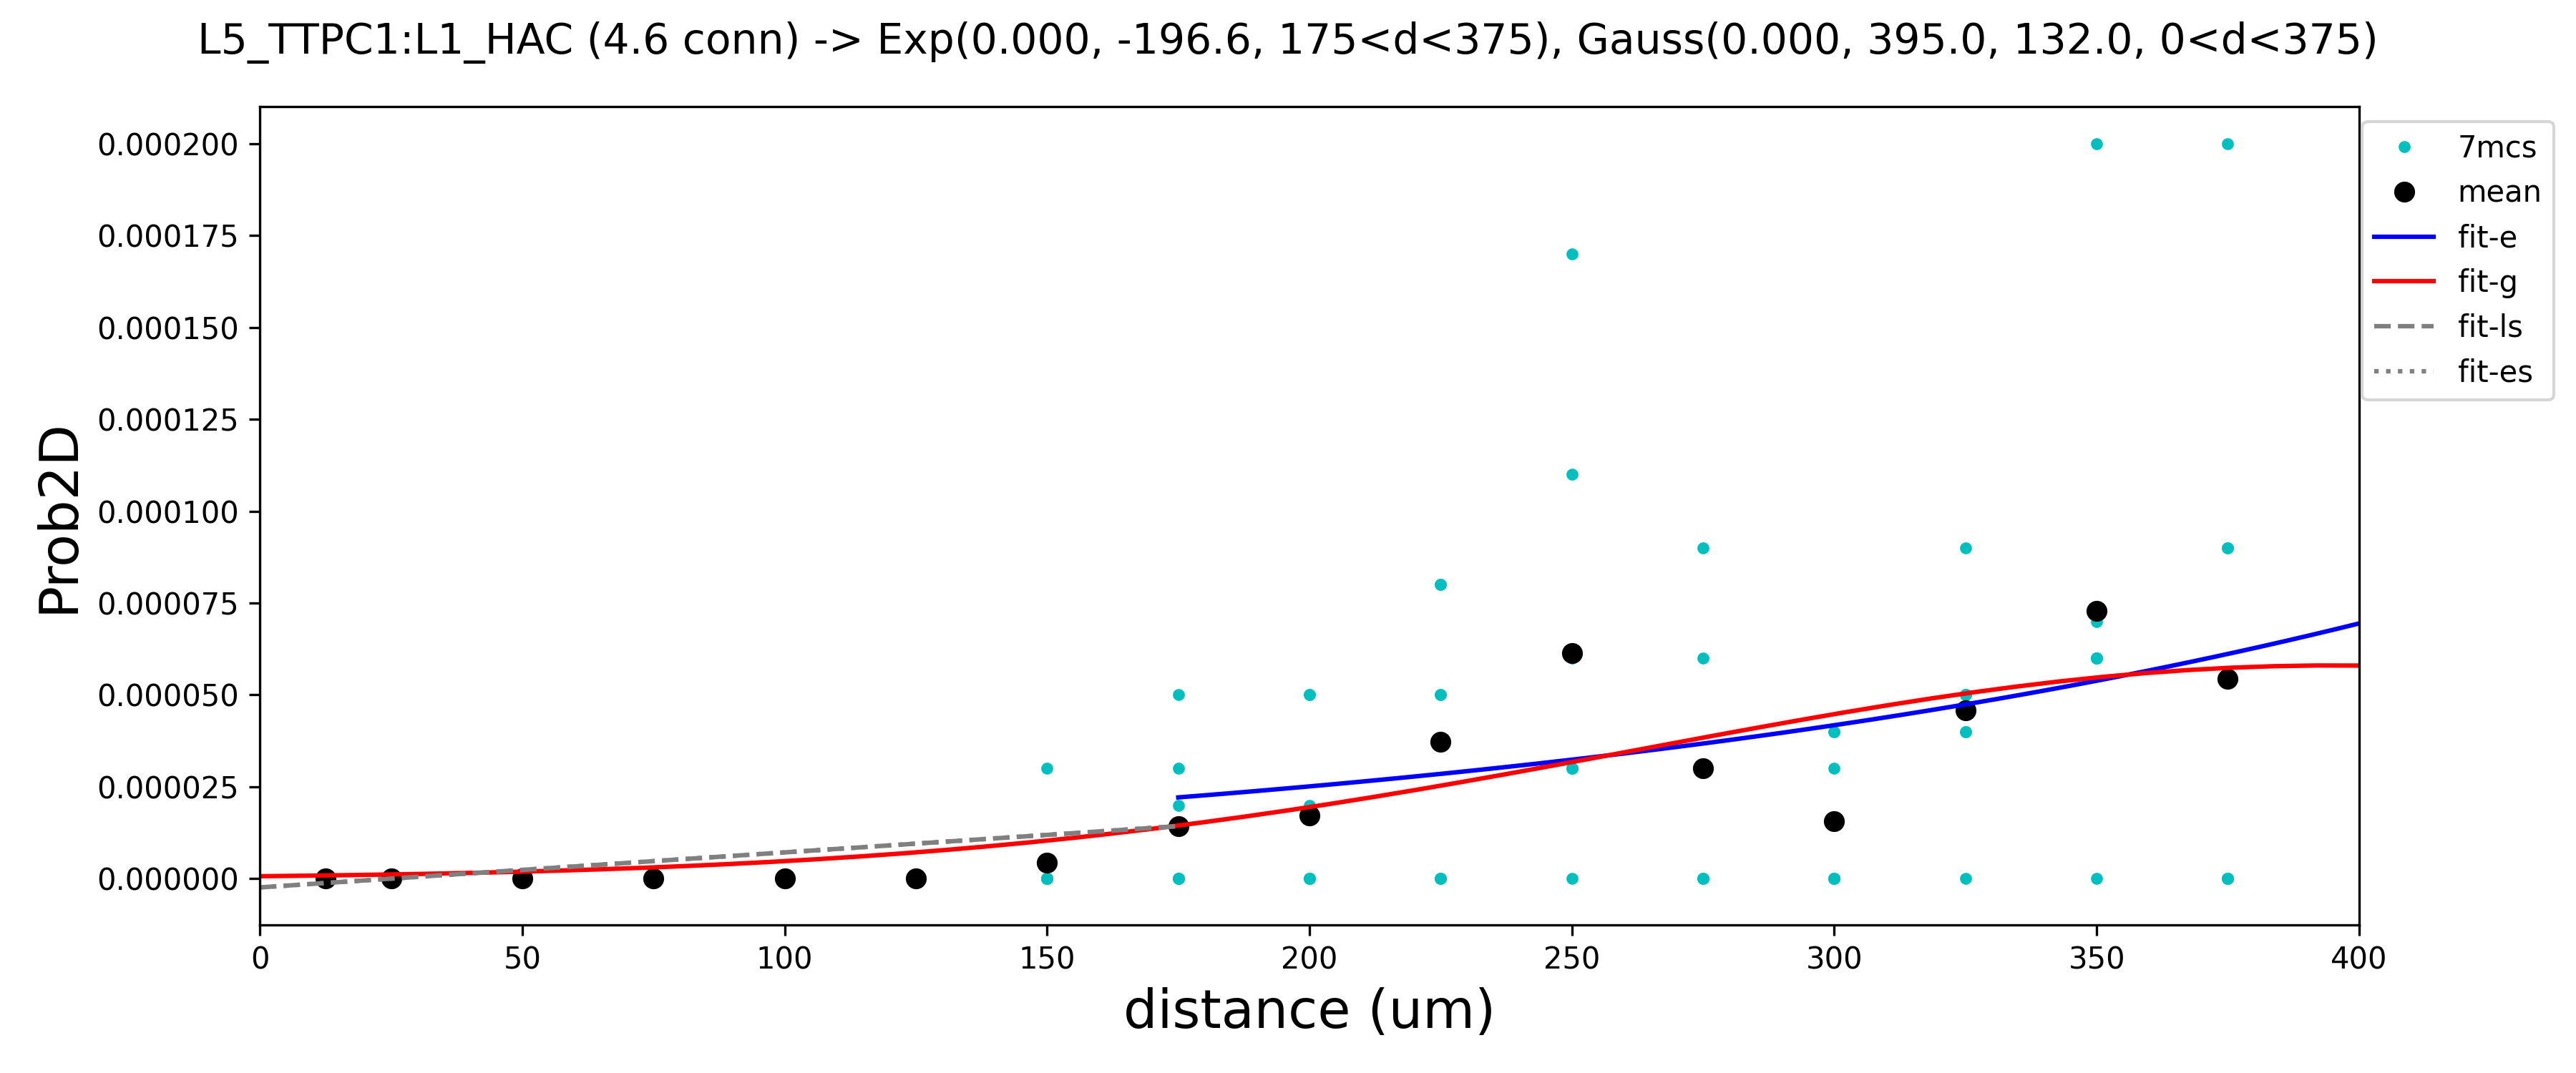 L5_TTPC1:L1_HAC (4.6 conn) -> Exp(0.000, -196.6, 175<d<375), Gauss(0.000, 395.0, 132.0, 0<d<375)
0.000200
0.000175
0.000150
0.000125
0.000100
0.000075
0.000050
0.000025
0.000000
Prob2D
0 50 100 150 200 250 300 350 400
distance (um)
7mcs
mean
fit-e
fit-g
fit-ls
fit-es